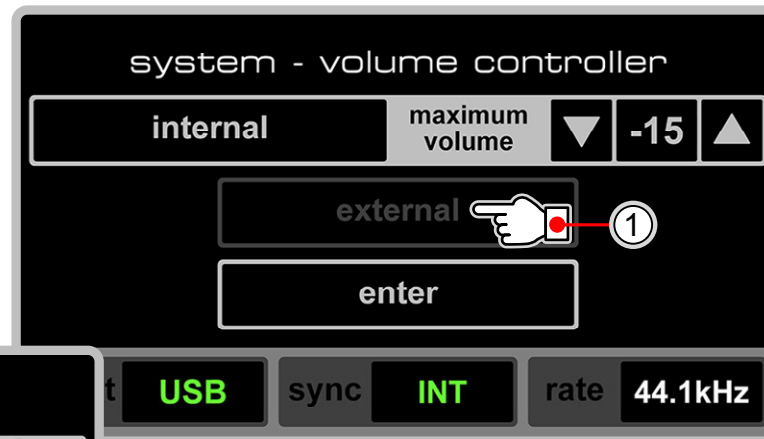 system - volume controller
internal maximum volume -15
external 1
enter
t USB sync INT rate 44.1kHz